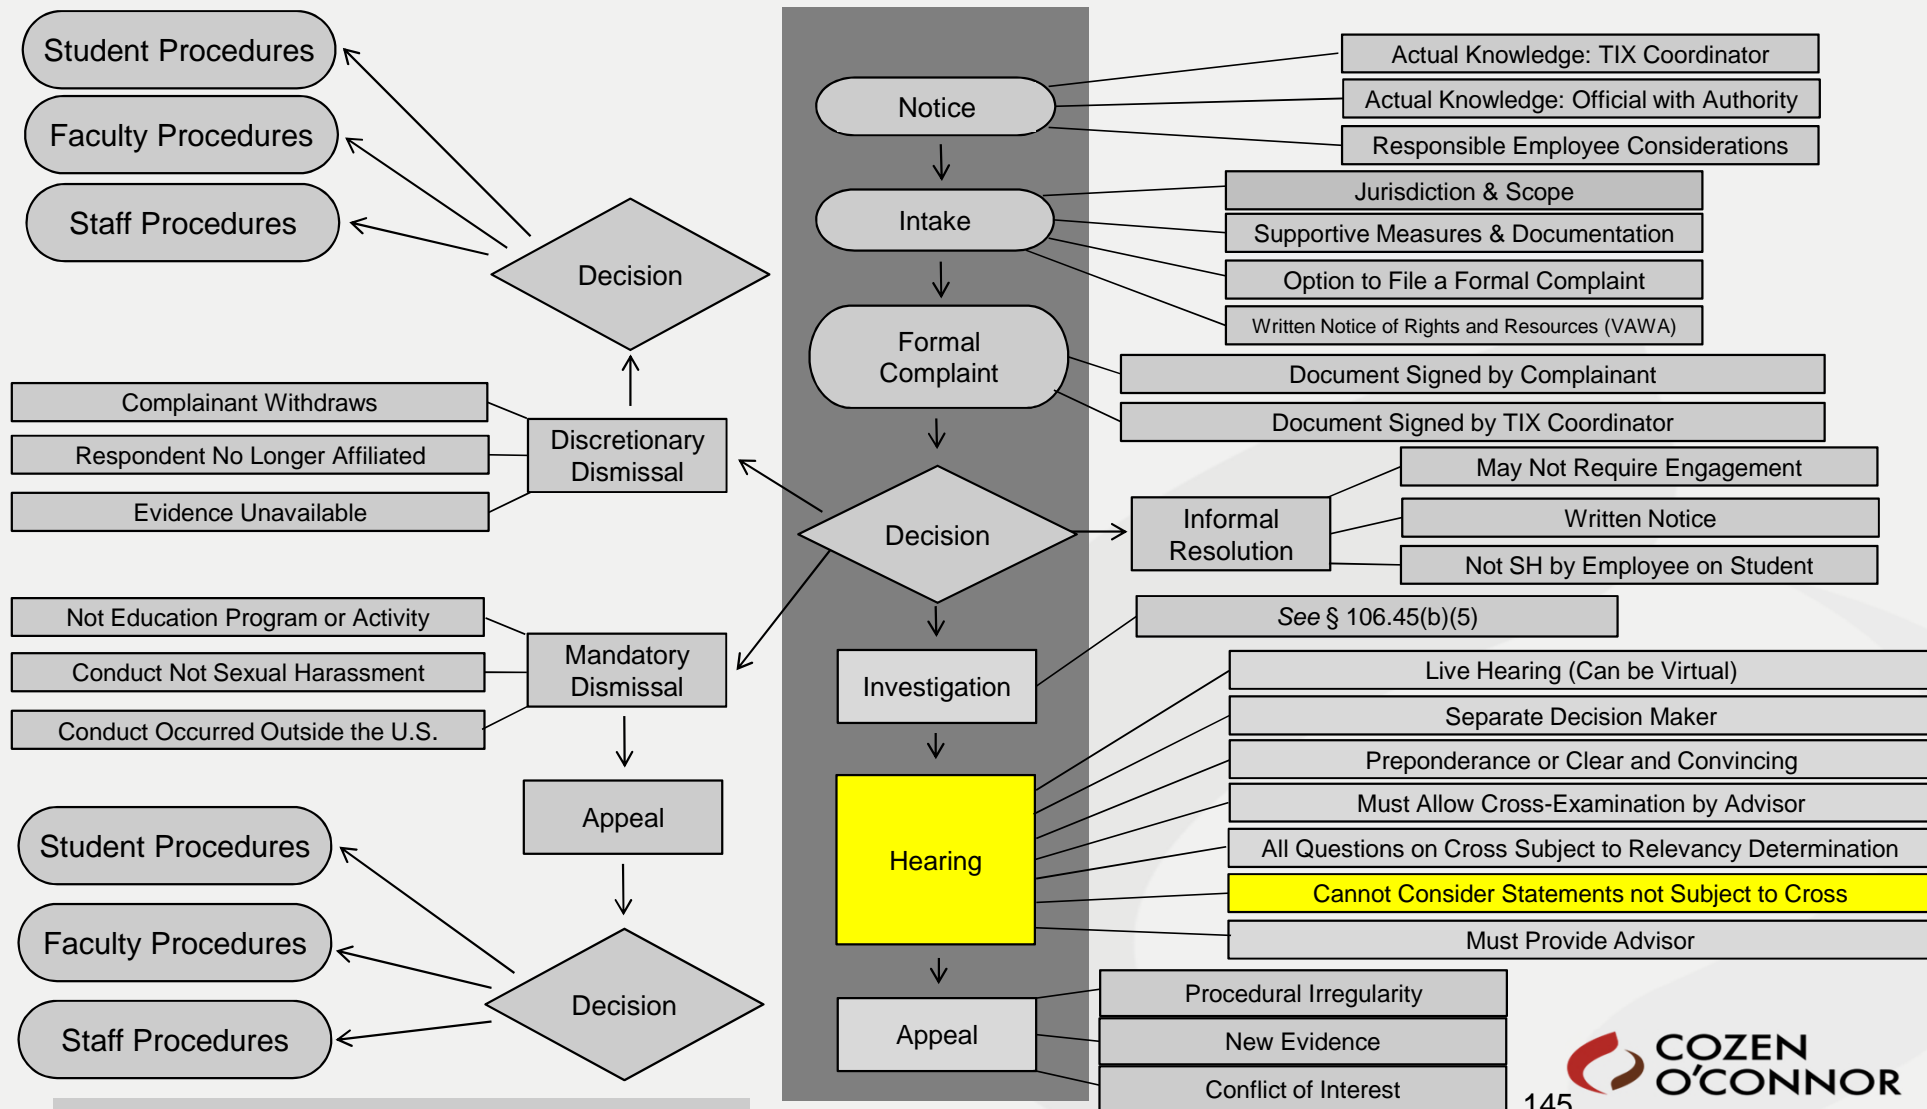 Student Procedures
Faculty Procedures
Staff Procedures
Decision
Complainant Withdraws
Respondent No Longer Affiliated
Evidence Unavailable
Discretionary
Dismissal
Not Education Program or Activity
Conduct Not Sexual Harassment
Conduct Occurred Outside the U.S.
Mandatory
Dismissal
Appeal
Student Procedures
Faculty Procedures
Staff Procedures
Decision
Notice
Intake
Formal
Complaint
Decision
Investigation
Hearing
Appeal
Actual Knowledge: TIX Coordinator
Actual Knowledge: Official with Authority
Responsible Employee Considerations
Jurisdiction & Scope
Supportive Measures & Documentation
Option to File a Formal Complaint
Written Notice of Rights and Resources (VAWA)
Document Signed by Complainant
Document Signed by TIX Coordinator
Informal
Resolution
May Not Require Engagement
Written Notice
Not SH by Employee on Student
See § 106.45(b)(5)
Live Hearing (Can be Virtual)
Separate Decision Maker
Preponderance or Clear and Convincing
Must Allow Cross-Examination by Advisor
All Questions on Cross Subject to Relevancy Determination
Cannot Consider Statements not Subject to Cross
Must Provide Advisor
Procedural Irregularity
New Evidence
Conflict of Interest
COZEN
O'CONNOR
145